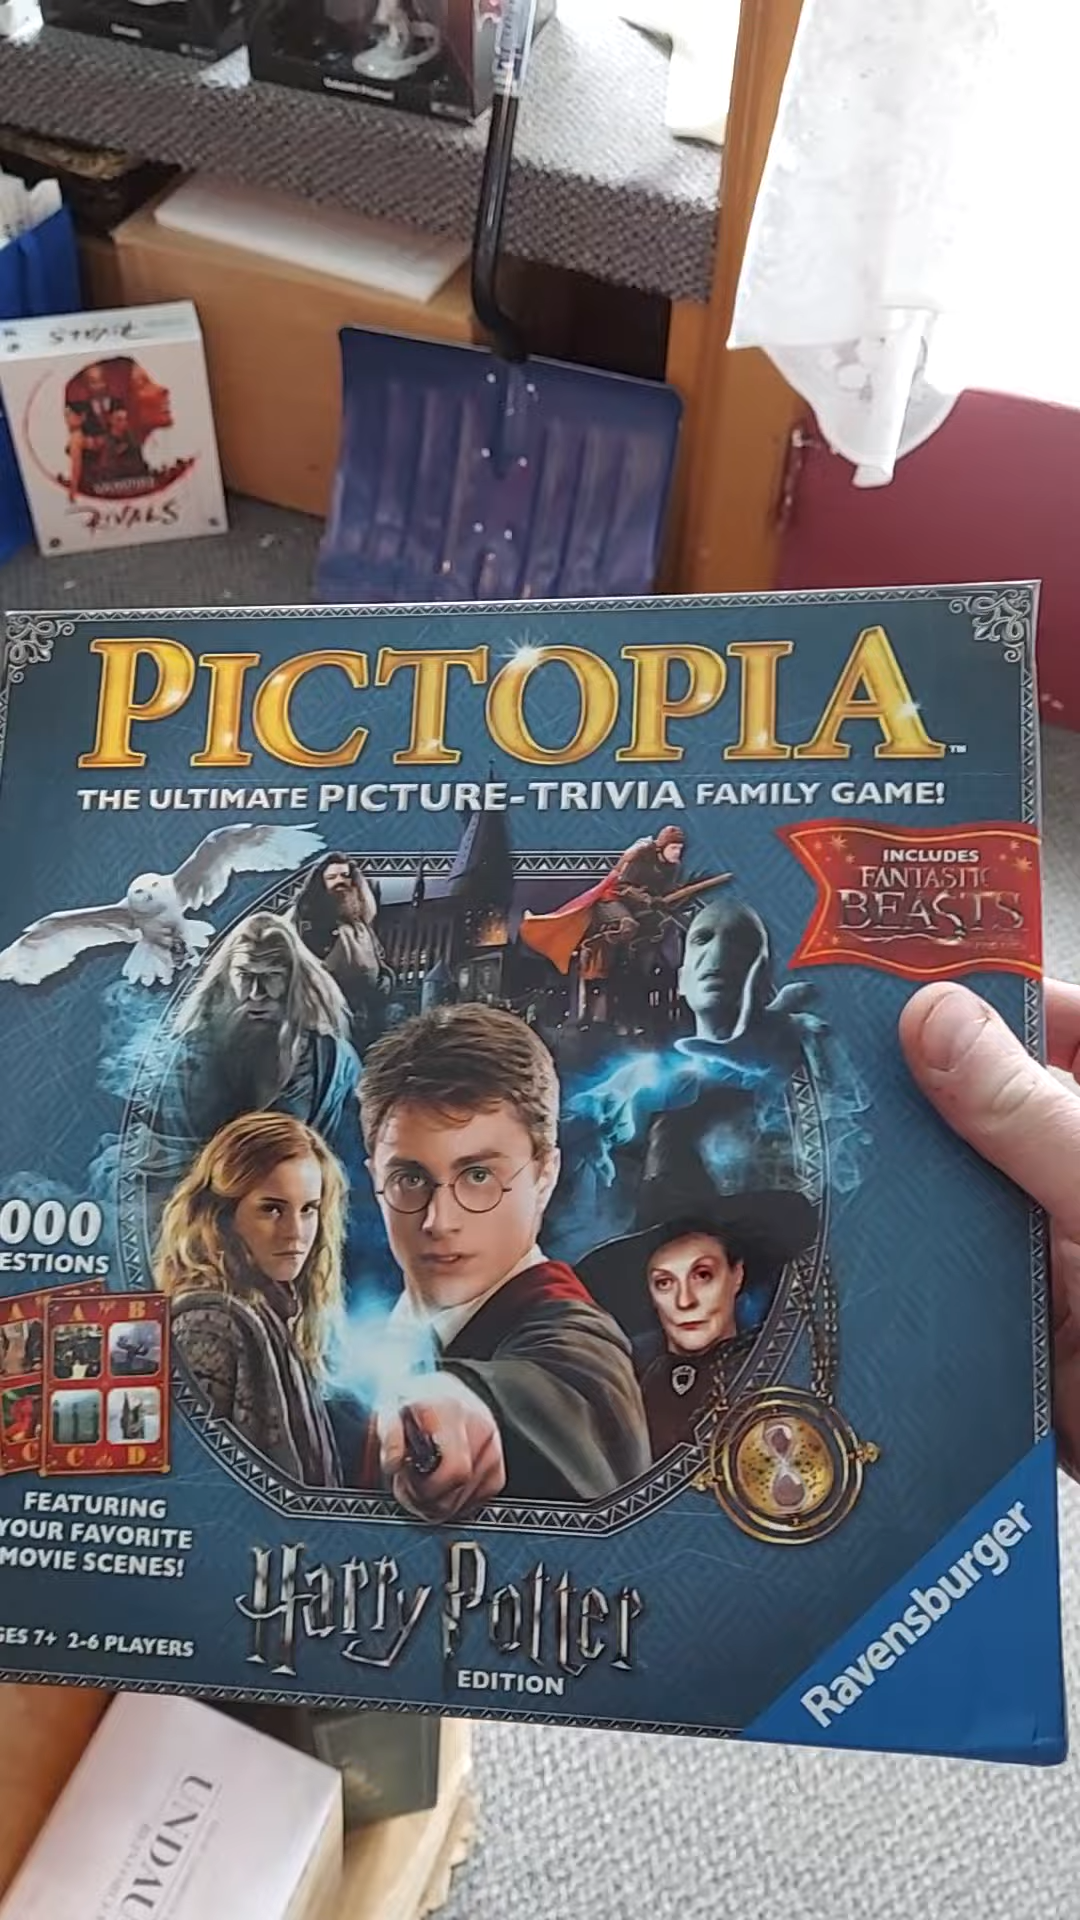 RIVALS
PICTOPIA™
THE ULTIMATE PICTURE-TRIVIA FAMILY GAME!
INCLUDES
FANTASTIC
BEASTS
000
ESTIONS
A B
C D
FEATURING
YOUR FAVORITE
MOVIE SCENES!
GES 7+ 2-6 PLAYERS
Harry Potter
EDITION
Ravensburger
UNDAU